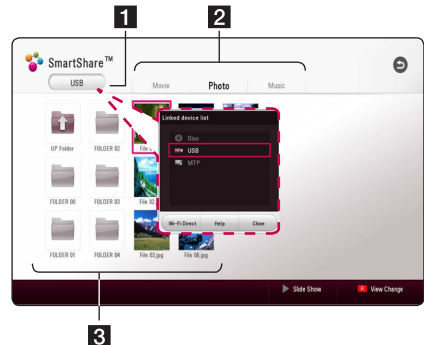 1
2
SmartShare™
USB
Movie Photo Music
Linked device list
Disc
USB
MTP
Wi-Fi Direct Help Close
UP Folder FOLDER 02
FOLDER 00 FOLDER 03 File 02
FOLDER 01 FOLDER 04 File 03.jpg File 05.jpg
Slide Show R View Change
3